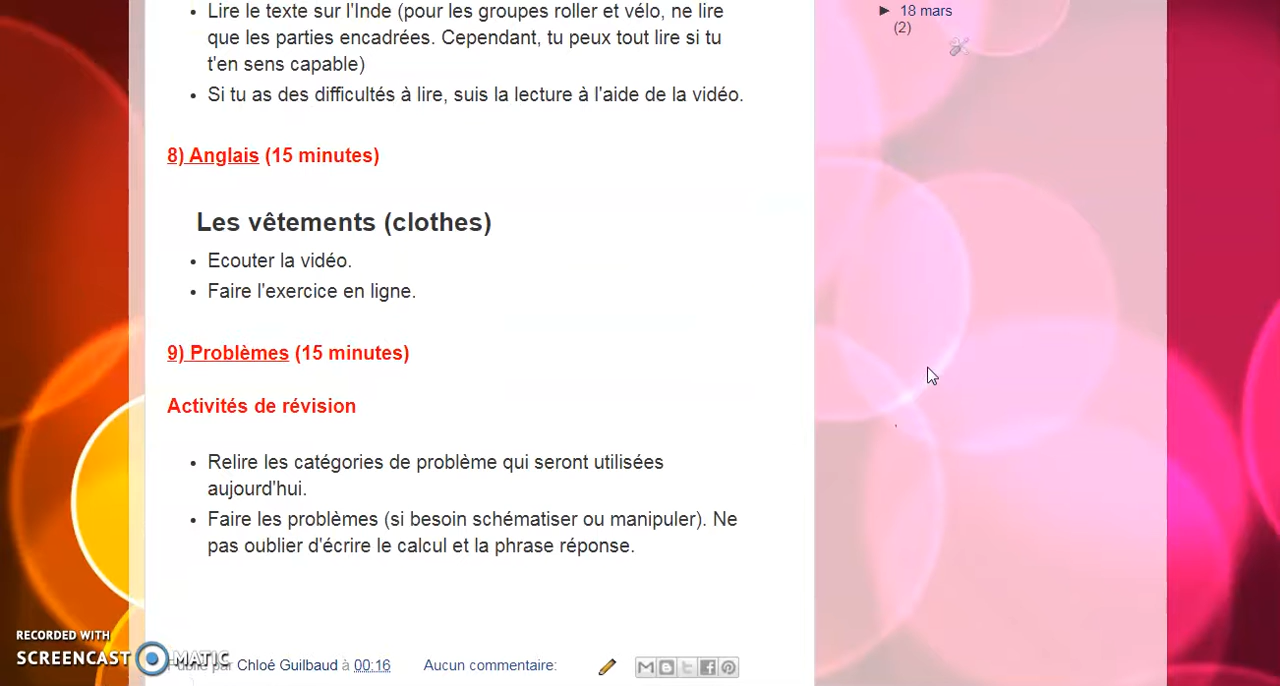 Lire le texte sur l'Inde (pour les groupes roller et vélo, ne lire
que les parties encadrées. Cependant, tu peux tout lire si tu
t'en sens capable)
Si tu as des difficultés à lire, suis la lecture à l'aide de la vidéo.
8) Anglais (15 minutes)
Les vêtements (clothes)
Ecouter la vidéo.
Faire l'exercice en ligne.
9) Problèmes (15 minutes)
Activités de révision
Relire les catégories de problème qui seront utilisées
aujourd'hui.
Faire les problèmes (si besoin schématiser ou manipuler). Ne
pas oublier d'écrire le calcul et la phrase réponse.
Publié par Chloé Guilbaud à 00:16 Aucun commentaire:
► 18 mars
(2)
RECORDED WITH
SCREENCAST MATIC